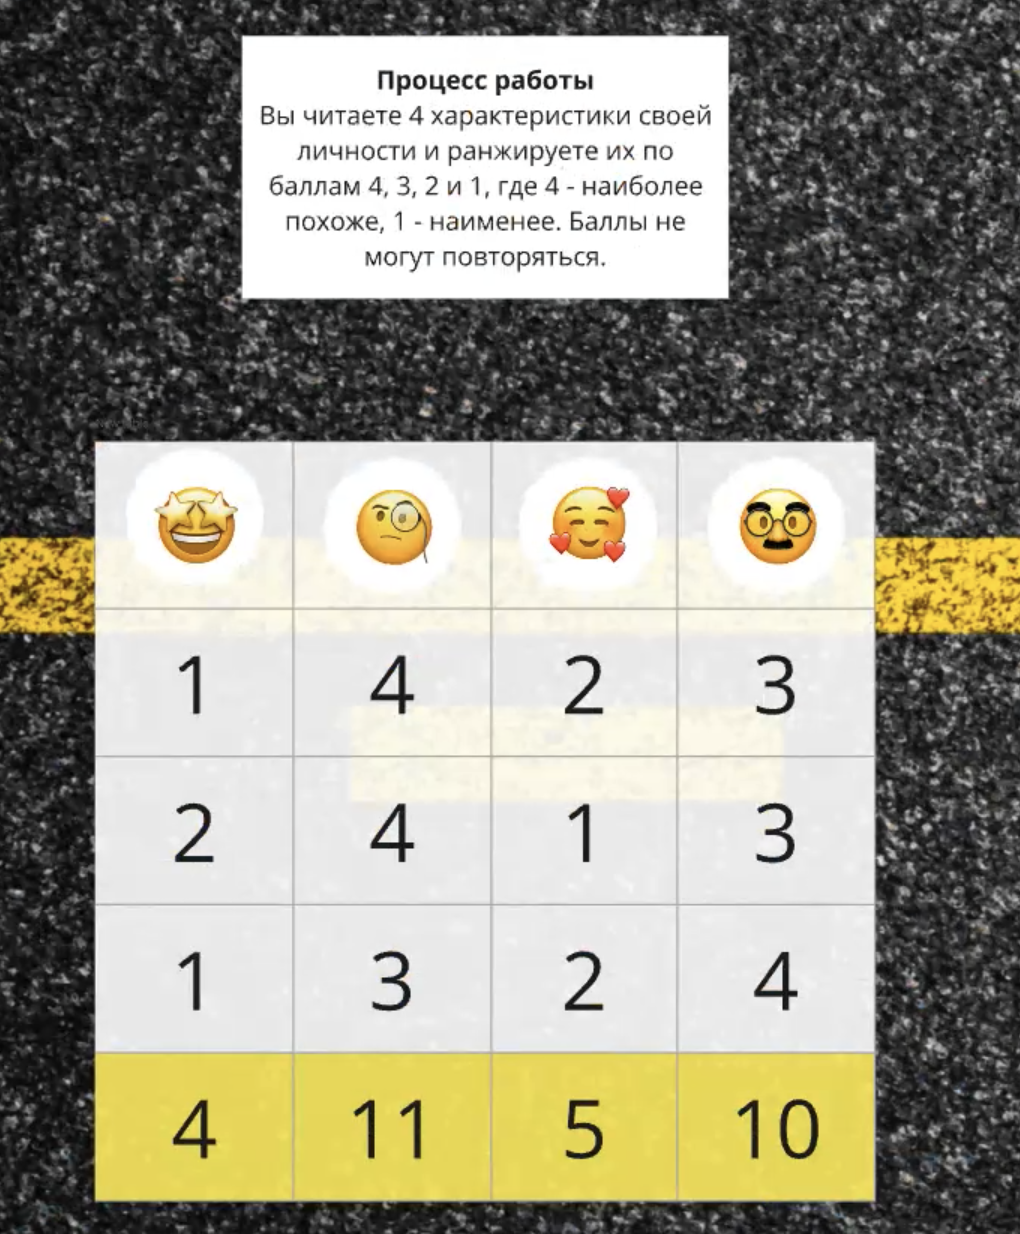 Процесс работы
Вы читаете 4 характеристики своей
личности и ранжируете их по
баллам 4, 3, 2 и 1, где 4 - наиболее
похоже, 1 - наименее. Баллы не
могут повторяться.
1 4 2 3
2 4 1 3
1 3 2 4
4 11 5 10